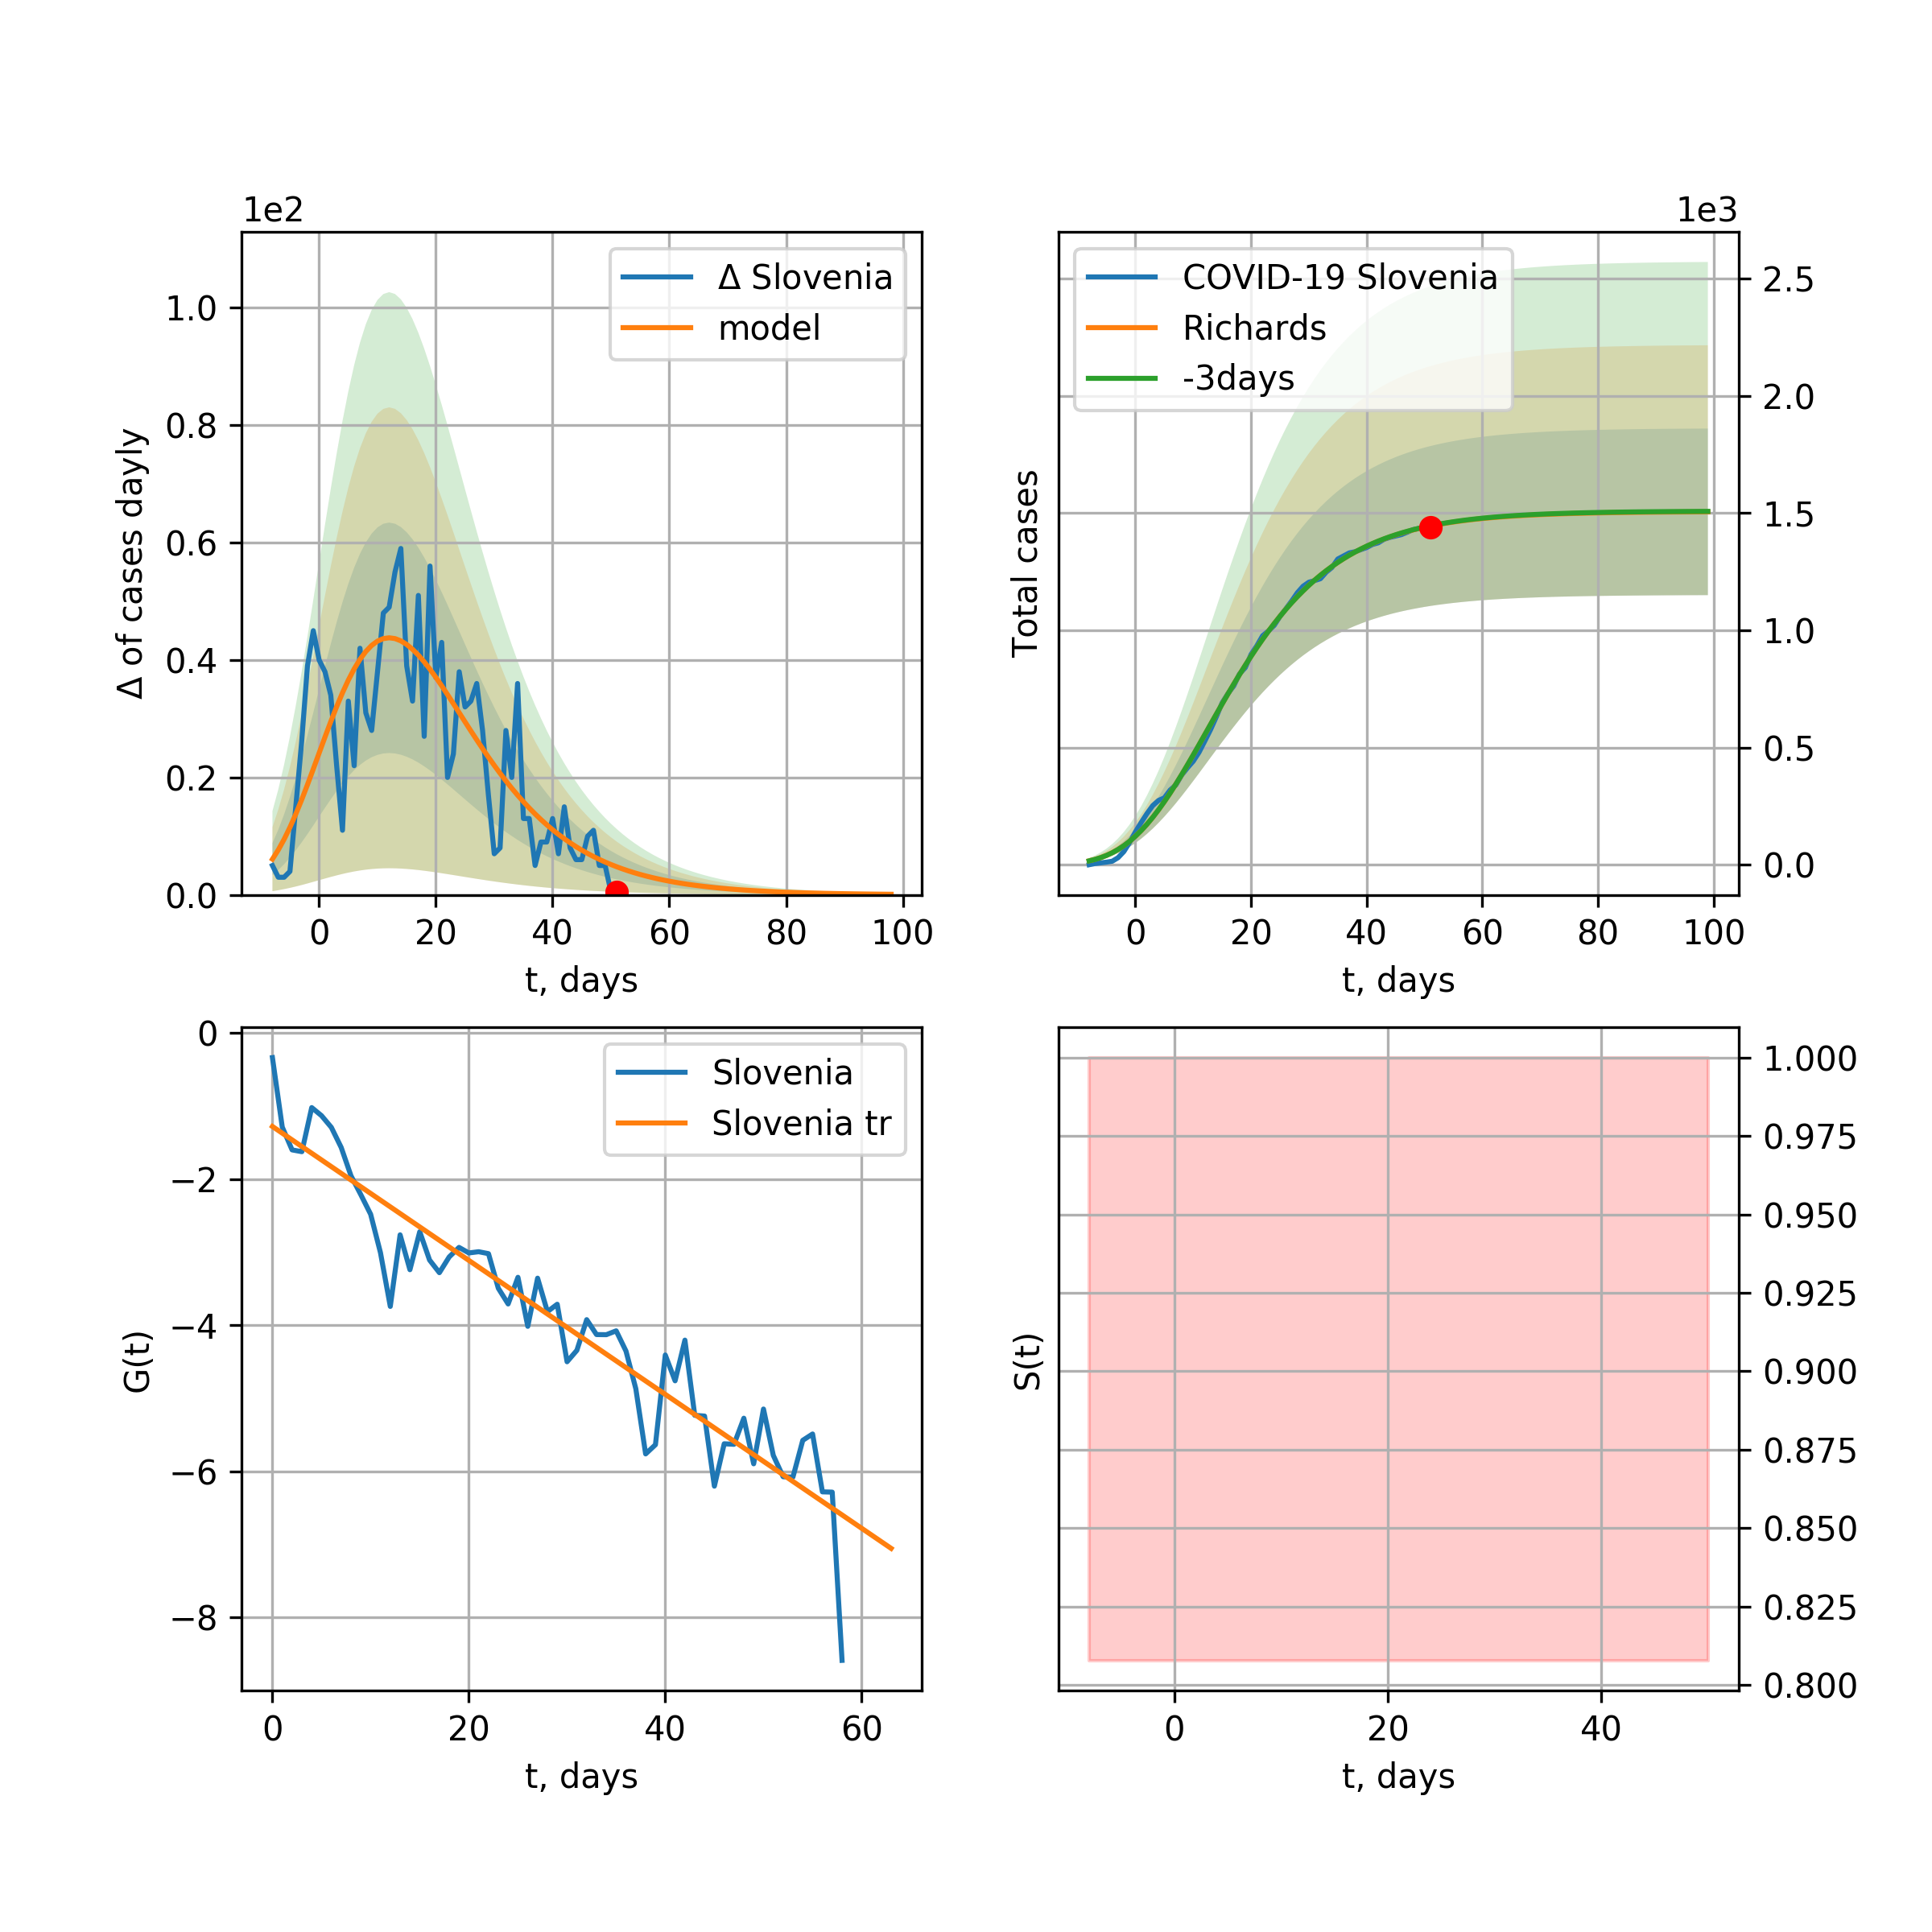 1e2
Δ of cases dayly
1.0
0.8
0.6
0.4
0.2
0.0
Δ Slovenia
model
0 20 40 60 80 100
t, days
1e3
Total cases
COVID-19 Slovenia
Richards
-3days
2.5
2.0
1.5
1.0
0.5
0.0
0 20 40 60 80 100
t, days
G(t)
0
−2
−4
−6
−8
Slovenia
Slovenia tr
0 20 40 60
t, days
S(t)
1.000
0.975
0.950
0.925
0.900
0.875
0.850
0.825
0.800
0 20 40
t, days